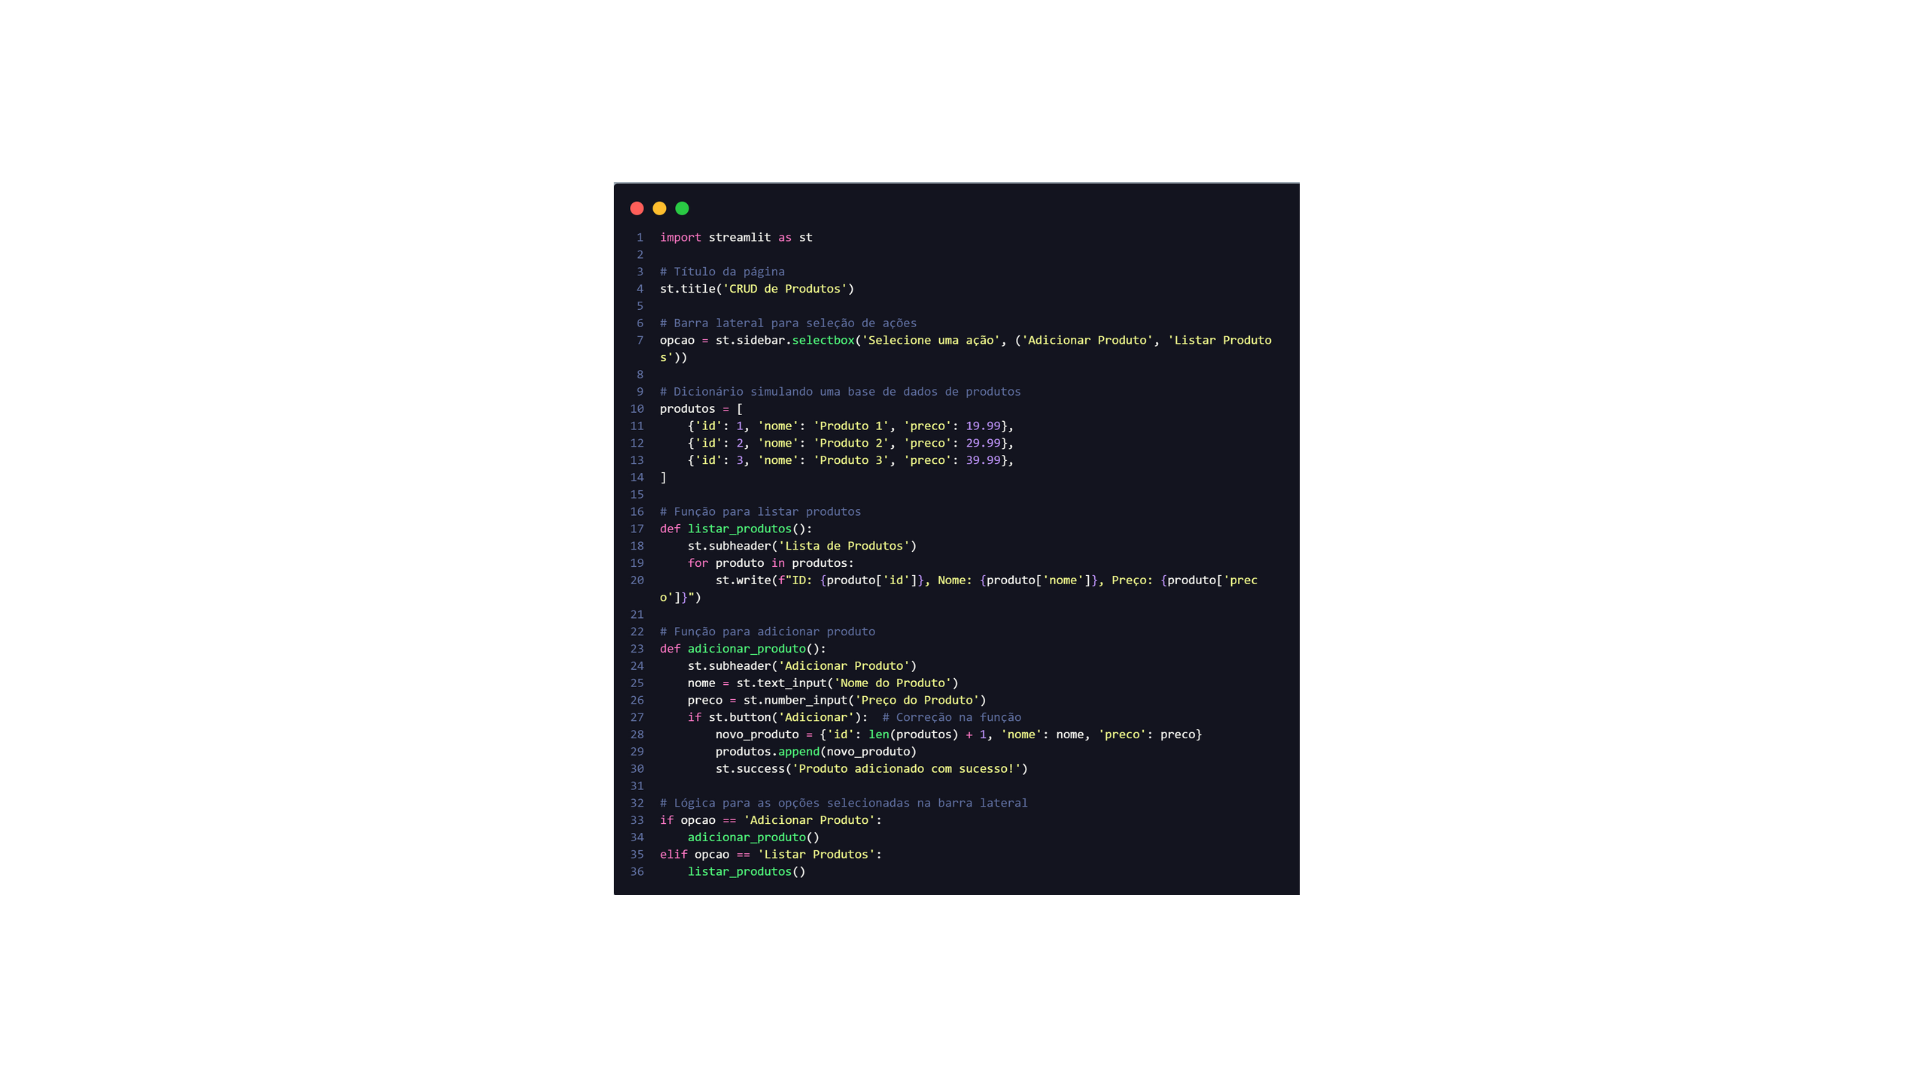 1 import streamlit as st
2
3 # Título da página
4 st.title('CRUD de Produtos')
5
6 # Barra lateral para seleção de ações
7 opcao = st.sidebar.selectbox('Selecione uma ação', ('Adicionar Produto', 'Listar Produto
s'))
8
9 # Dicionário simulando uma base de dados de produtos
10 produtos = [
11     {'id': 1, 'nome': 'Produto 1', 'preco': 19.99},
12     {'id': 2, 'nome': 'Produto 2', 'preco': 29.99},
13     {'id': 3, 'nome': 'Produto 3', 'preco': 39.99},
14 ]
15
16 # Função para listar produtos
17 def listar_produtos():
18     st.subheader('Lista de Produtos')
19     for produto in produtos:
20         st.write(f"ID: {produto['id']}, Nome: {produto['nome']}, Preço: {produto['prec
o']}")
21
22 # Função para adicionar produto
23 def adicionar_produto():
24     st.subheader('Adicionar Produto')
25     nome = st.text_input('Nome do Produto')
26     preco = st.number_input('Preço do Produto')
27     if st.button('Adicionar'):  # Correção na função
28         novo_produto = {'id': len(produtos) + 1, 'nome': nome, 'preco': preco}
29         produtos.append(novo_produto)
30         st.success('Produto adicionado com sucesso!')
31
32 # Lógica para as opções selecionadas na barra lateral
33 if opcao == 'Adicionar Produto':
34     adicionar_produto()
35 elif opcao == 'Listar Produtos':
36     listar_produtos()